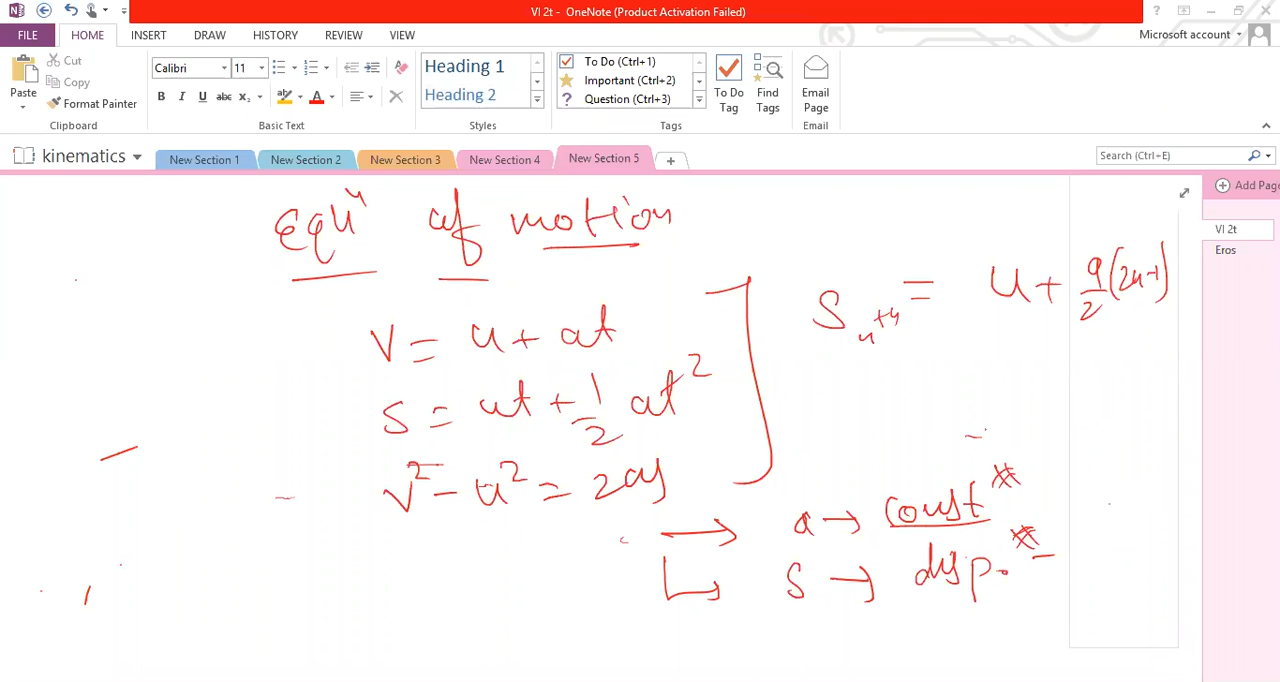 VI 2t - OneNote (Product Activation Failed)
FILE HOME INSERT DRAW HISTORY REVIEW VIEW
Microsoft account
Paste
Cut
Copy
Format Painter
Clipboard
Calibri 11
B I U abc X₂ A
Basic Text
Heading 1
Heading 2
Styles
To Do (Ctrl+1)
Important (Ctrl+2)
Question (Ctrl+3)
Tags
To Do Tag
Find Tags
Email Page
Email
kinematics
New Section 1 New Section 2 New Section 3 New Section 4 New Section 5 +
Search (Ctrl+E)
Add Page
VI 2t
Eros
Equⁿ of motion
v = u + at
s = ut + 1/2 at²
v² - u² = 2as
S = u + a/2 (2n-1)
a → const *
s → disp. *